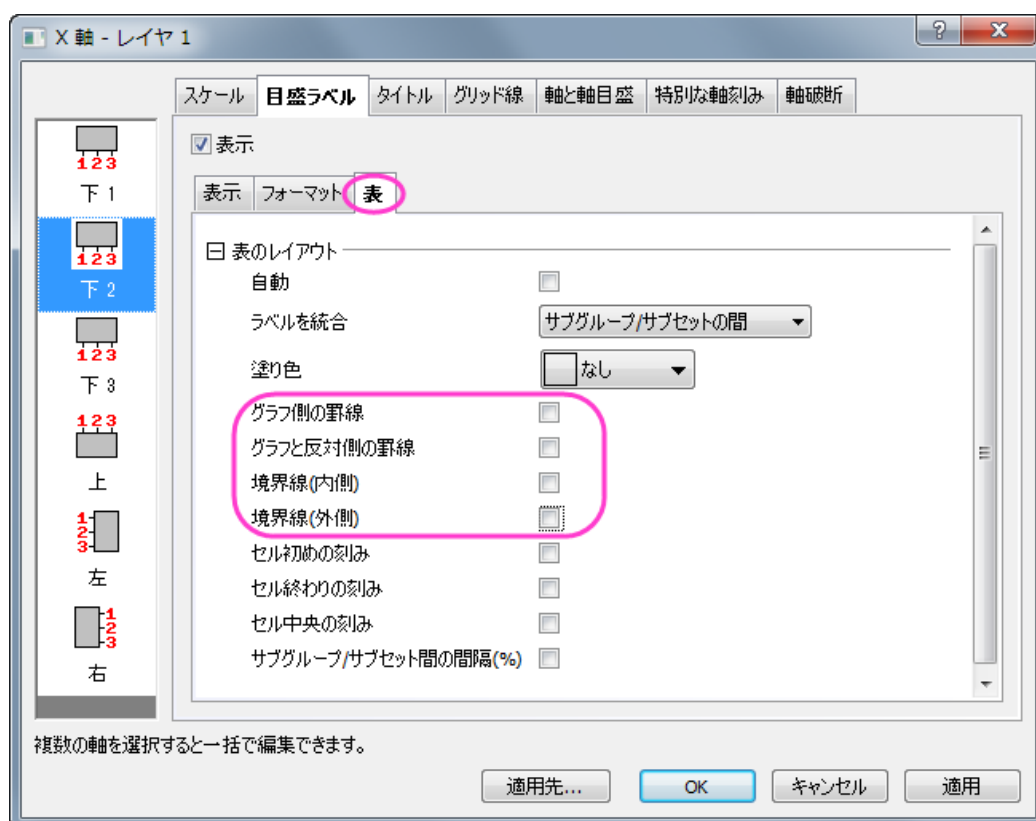 X 軸 - レイヤ 1
?
スケール 目盛ラベル タイトル グリッド線 軸と軸目盛 特別な軸刻み 軸破断
123
下 1
123
下 2
123
下 3
123
上
1
2
3
左
1
2
3
右
表示
表示 フォーマット 表
表のレイアウト
自動
ラベルを統合 サブグループ/サブセットの間
塗り色 なし
グラフ側の罫線
グラフと反対側の罫線
境界線(内側)
境界線(外側)
セル初めの刻み
セル終わりの刻み
セル中央の刻み
サブグループ/サブセット間の間隔(%)
複数の軸を選択すると一括で編集できます。
適用先... OK キャンセル 適用